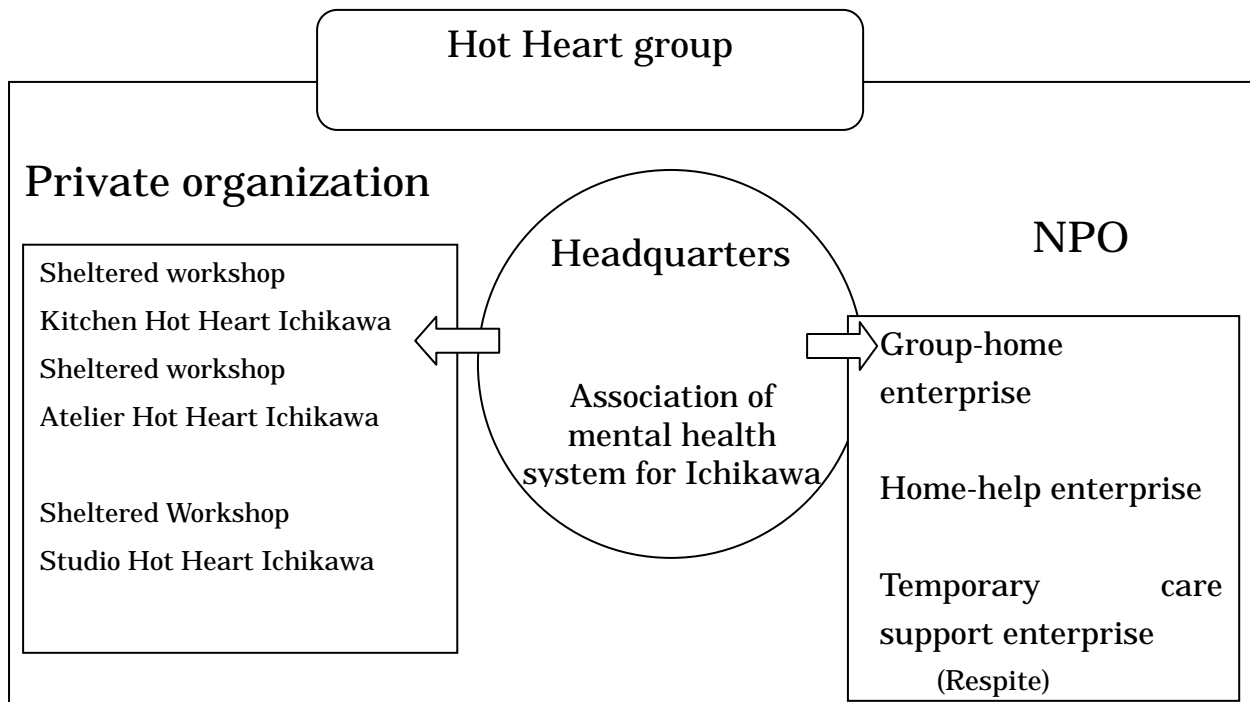 Hot Heart group
Private organization
Sheltered workshop
Kitchen Hot Heart Ichikawa
Sheltered workshop
Atelier Hot Heart Ichikawa
Sheltered Workshop
Studio Hot Heart Ichikawa
Headquarters
Association of
mental health
system for Ichikawa
NPO
Group-home
enterprise
Home-help enterprise
Temporary care
support enterprise
(Respite)